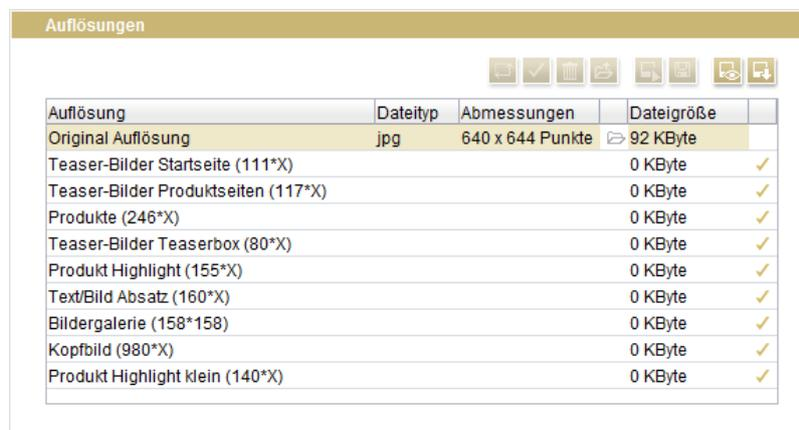 Auflösungen
Auflösung Dateityp Abmessungen Dateigröße
Original Auflösung jpg 640 x 644 Punkte 92 KByte
Teaser-Bilder Startseite (111*X) 0 KByte
Teaser-Bilder Produktseiten (117*X) 0 KByte
Produkte (246*X) 0 KByte
Teaser-Bilder Teaserbox (80*X) 0 KByte
Produkt Highlight (155*X) 0 KByte
Text/Bild Absatz (160*X) 0 KByte
Bildergalerie (158*158) 0 KByte
Kopfbild (980*X) 0 KByte
Produkt Highlight klein (140*X) 0 KByte